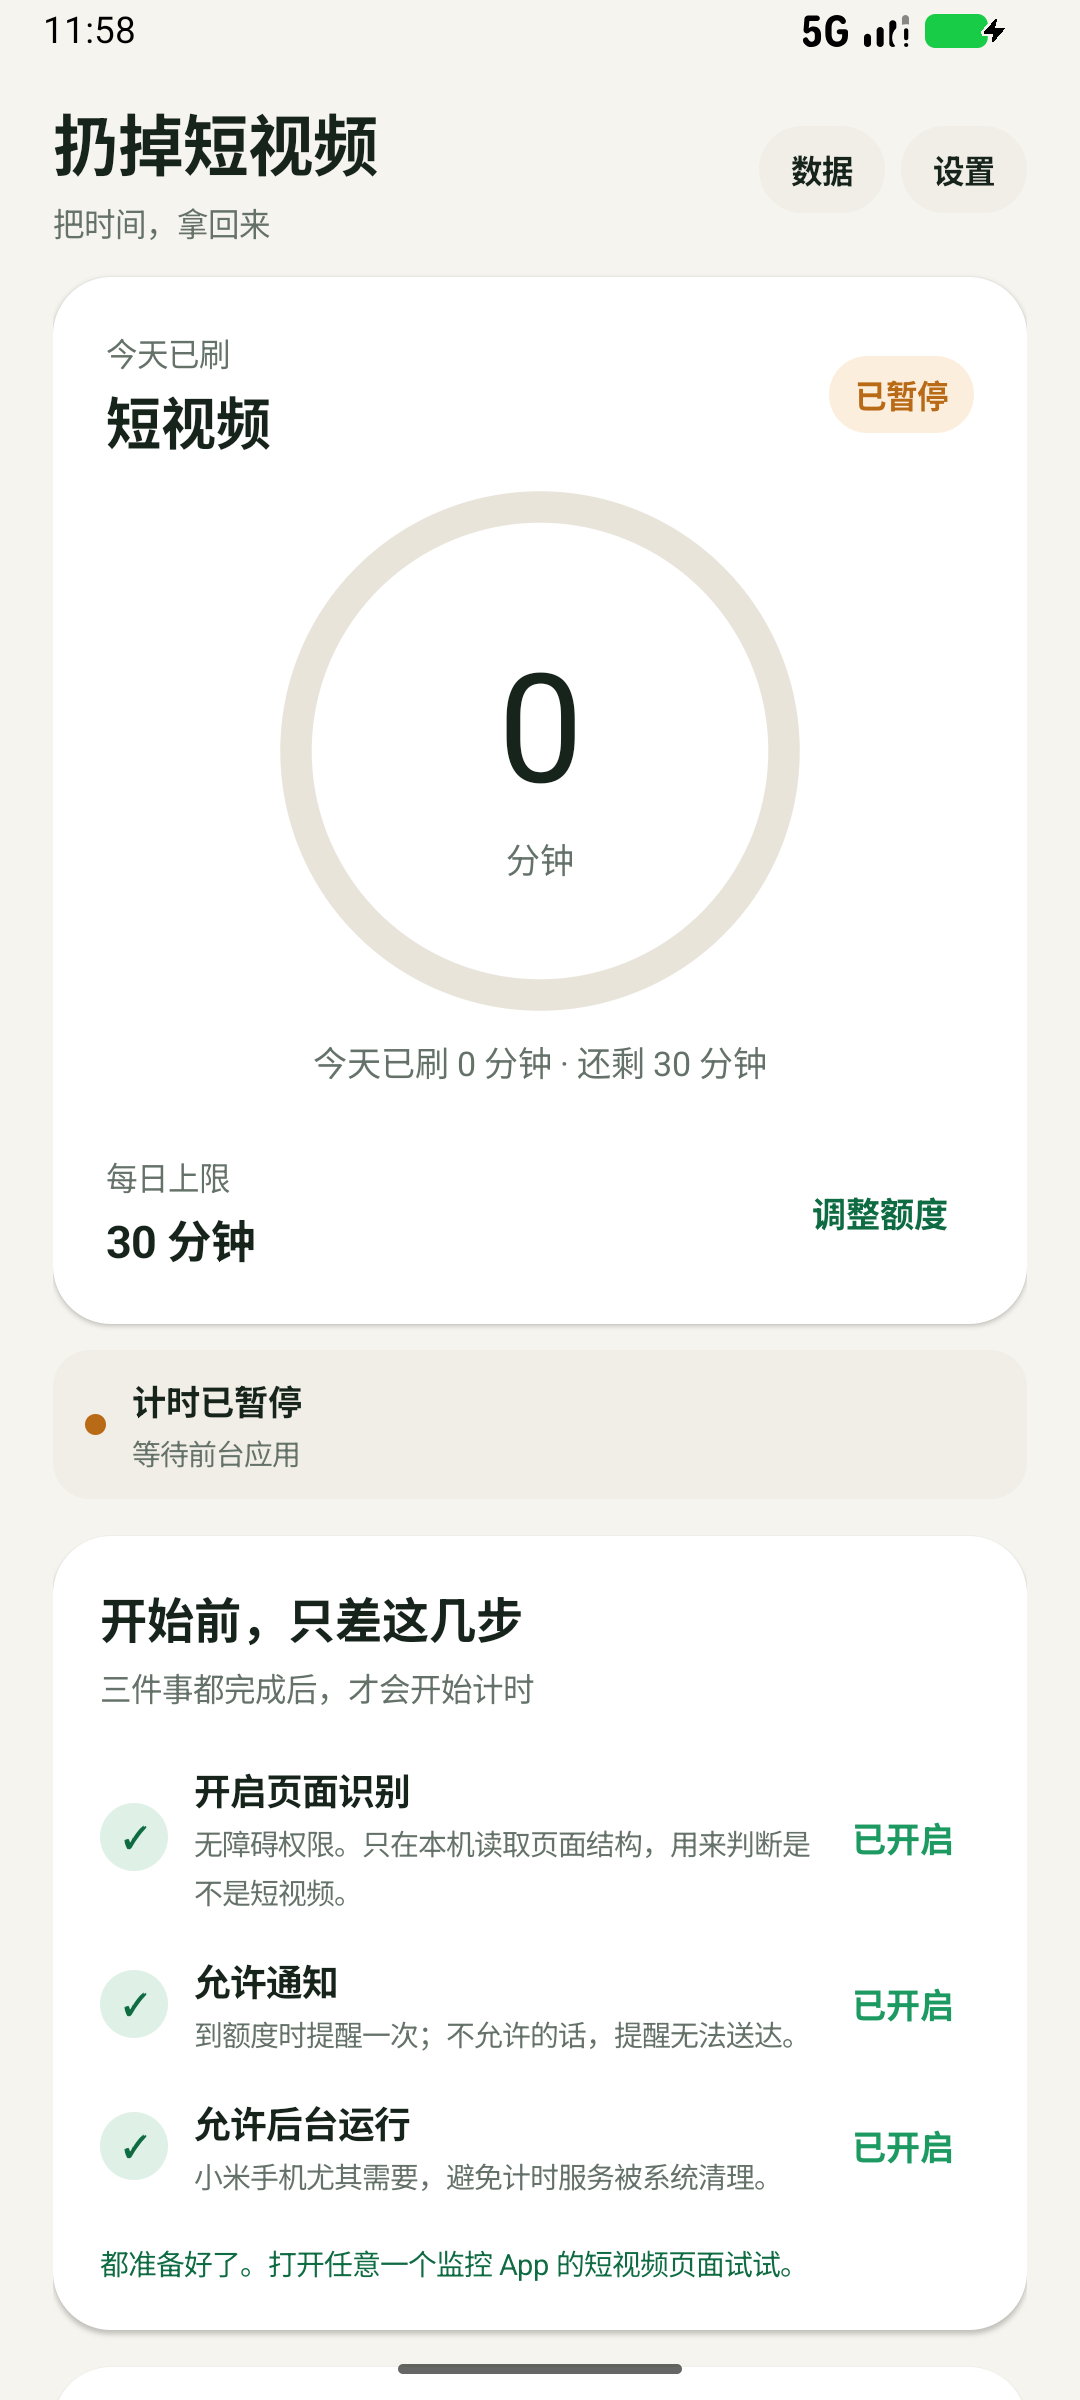 11:58
5G
扔掉短视频
把时间，拿回来
数据
设置
今天已刷
短视频
已暂停
0
分钟
今天已刷 0 分钟 · 还剩 30 分钟
每日上限
30 分钟
调整额度
计时已暂停
等待前台应用
开始前，只差这几步
三件事都完成后，才会开始计时
开启页面识别
无障碍权限。只在本机读取页面结构，用来判断是
不是短视频。
已开启
允许通知
到额度时提醒一次；不允许的话，提醒无法送达。
已开启
允许后台运行
小米手机尤其需要，避免计时服务被系统清理。
已开启
都准备好了。打开任意一个监控 App 的短视频页面试试。